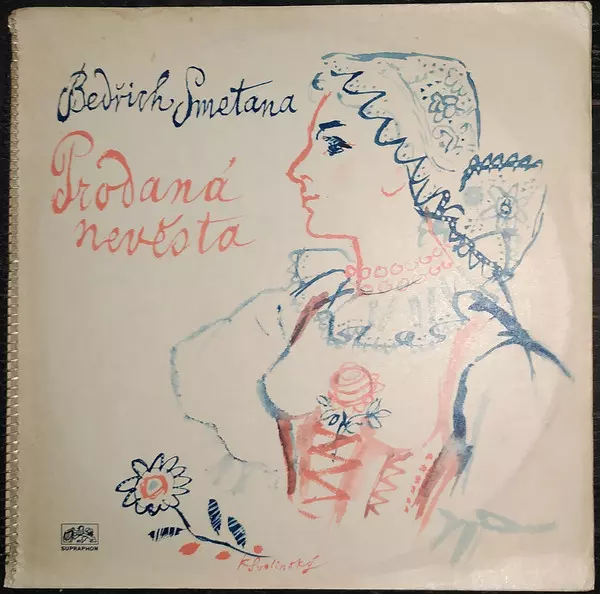 Bedřich Smetana
Prodaná
nevěsta
SUPRAPHON